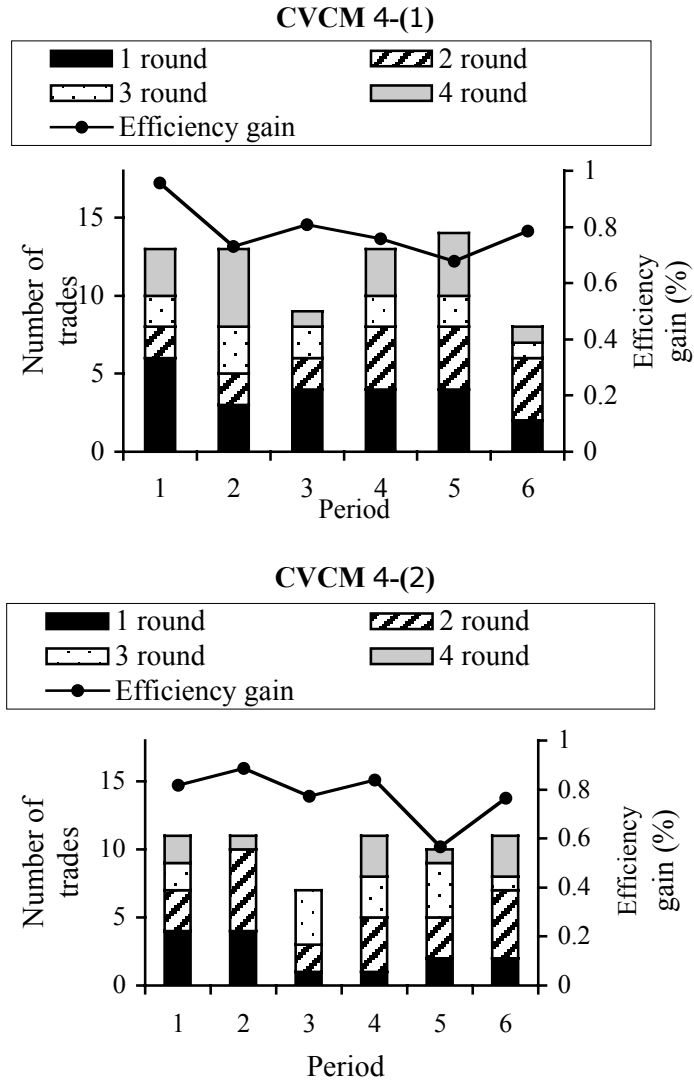 CVCM 4-(1)
1 round
2 round
3 round
4 round
Efficiency gain
Number of
trades
15
10
5
0
1
0.8
0.6
0.4
0.2
0
Efficiency
gain (%)
1 2 3 4 5 6
Period
CVCM 4-(2)
1 round
2 round
3 round
4 round
Efficiency gain
Number of
trades
15
10
5
0
1
0.8
0.6
0.4
0.2
0
Efficiency
gain (%)
1 2 3 4 5 6
Period